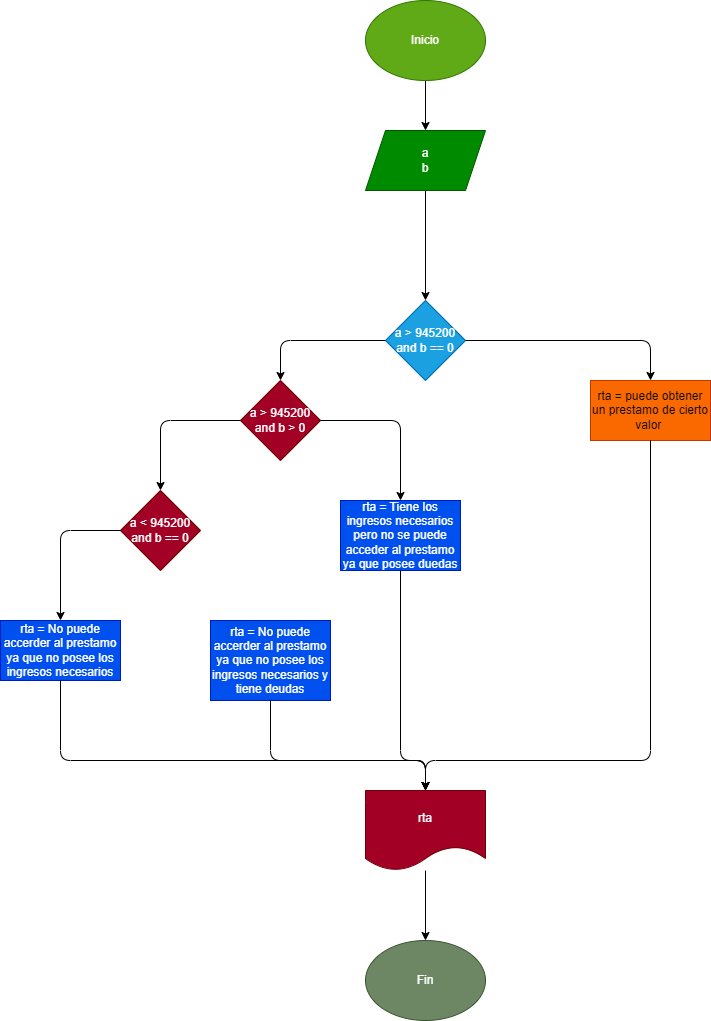 Inicio
a
b
a > 945200
and b == 0
rta = puede obtener
un prestamo de cierto
valor
a > 945200
and b > 0
a < 945200
and b == 0
rta = Tiene los
ingresos necesarios
pero no se puede
acceder al prestamo
ya que posee duedas
rta = No puede
accerder al prestamo
ya que no posee los
ingresos necesarios
rta = No puede
accerder al prestamo
ya que no posee los
ingresos necesarios y
tiene deudas
rta
Fin